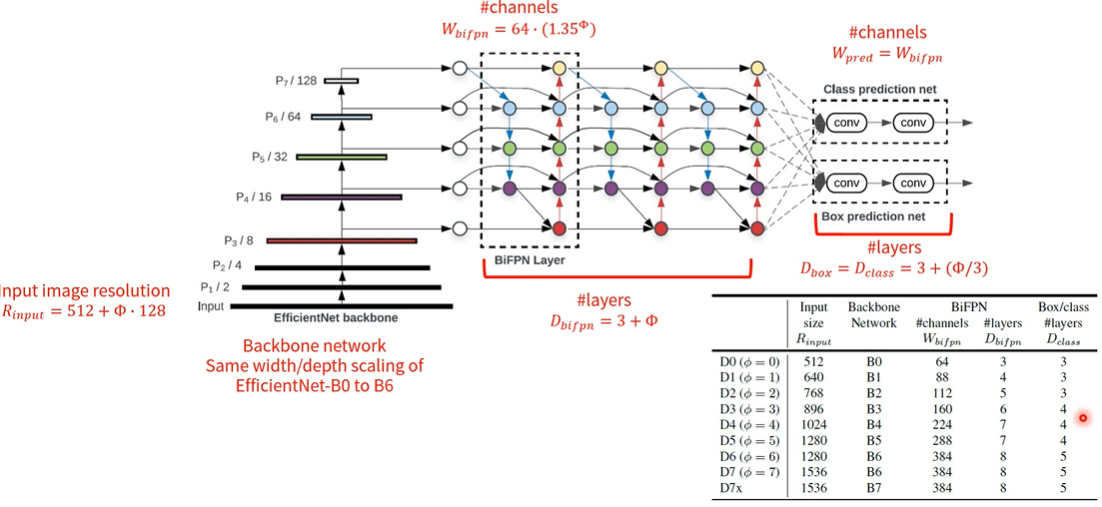 #channels
W_bifpn = 64 · (1.35^Φ)
#channels
W_pred = W_bifpn
P7 / 128
P6 / 64
P5 / 32
P4 / 16
P3 / 8
P2 / 4
P1 / 2
Input
EfficientNet backbone
BiFPN Layer
Class prediction net
conv
conv
conv
conv
Box prediction net
#layers
D_box = D_class = 3 + (Φ/3)
#layers
D_bifpn = 3 + Φ
nput image resolution
R_input = 512 + Φ · 128
Backbone network
Same width/depth scaling of
EfficientNet-B0 to B6
Input Backbone BiFPN Box/class
size Network #channels #layers #layers
R_input W_bifpn D_bifpn D_class
D0 (ϕ = 0) 512 B0 64 3 3
D1 (ϕ = 1) 640 B1 88 4 3
D2 (ϕ = 2) 768 B2 112 5 3
D3 (ϕ = 3) 896 B3 160 6 4
D4 (ϕ = 4) 1024 B4 224 7 4
D5 (ϕ = 5) 1280 B5 288 7 4
D6 (ϕ = 6) 1280 B6 384 8 5
D7 (ϕ = 7) 1536 B6 384 8 5
D7x 1536 B7 384 8 5